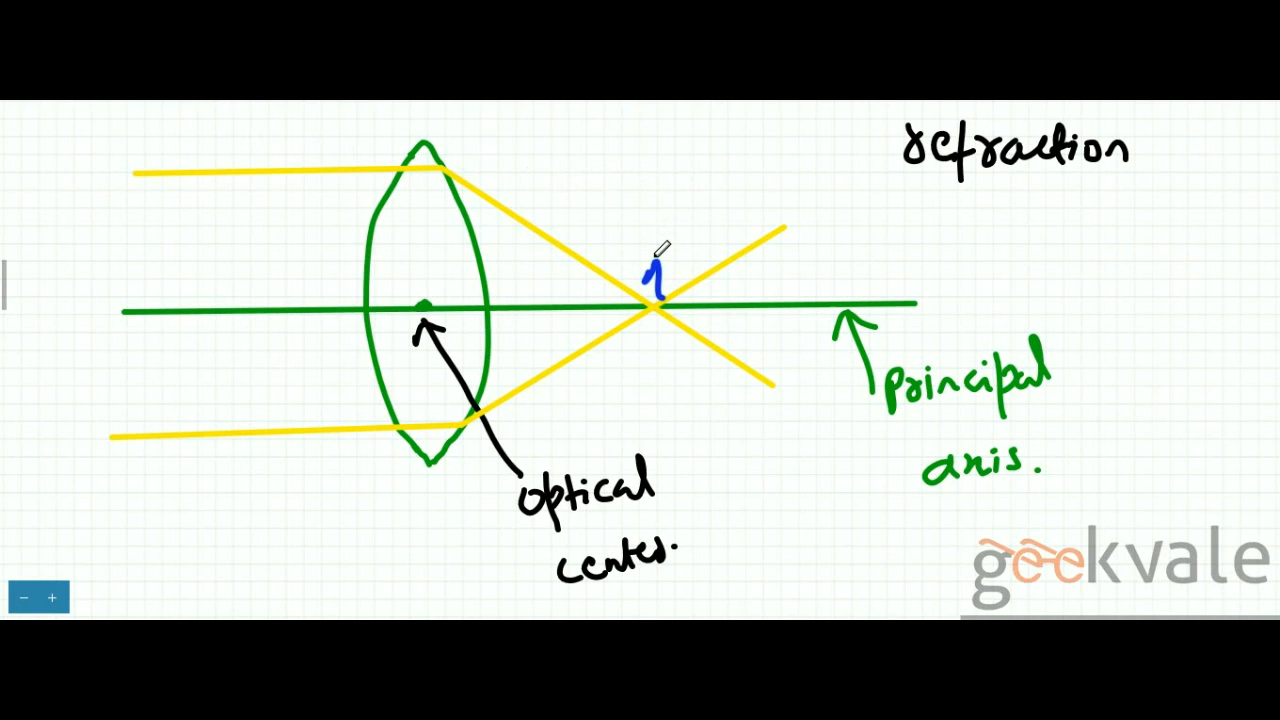 refraction
principal
axis.
optical
center.
geekvale